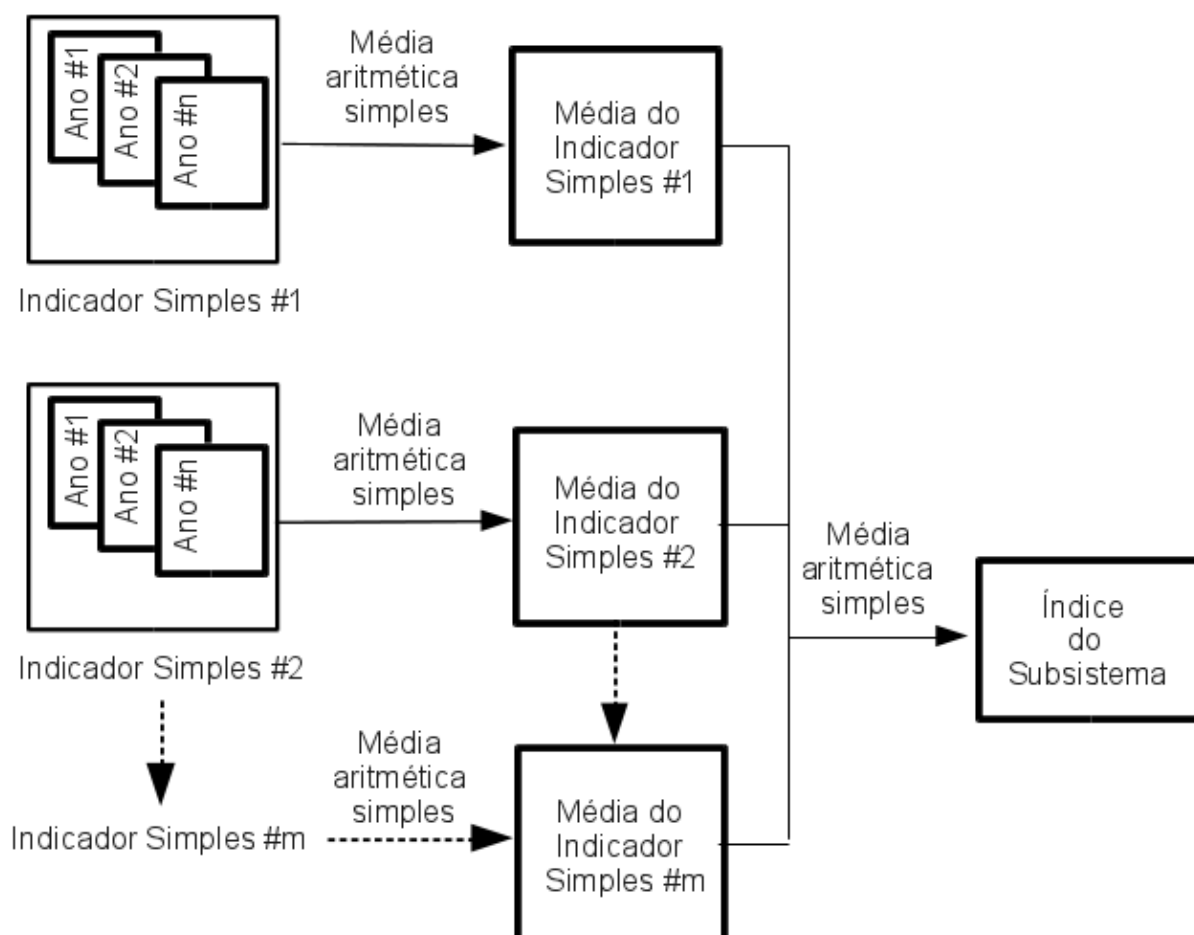 Ano #1
Ano #2
Ano #n
Indicador Simples #1
Média
aritmética
simples
Média do
Indicador
Simples #1
Ano #1
Ano #2
Ano #n
Indicador Simples #2
Média
aritmética
simples
Média do
Indicador
Simples #2
Indicador Simples #m
Média
aritmética
simples
Média do
Indicador
Simples #m
Média
aritmética
simples
Índice
do
Subsistema